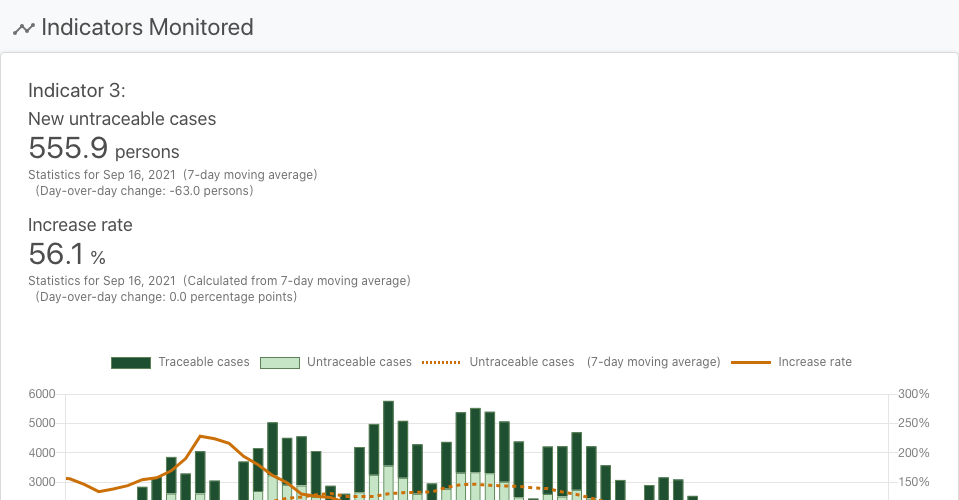 Indicators Monitored
Indicator 3:
New untraceable cases
555.9 persons
Statistics for Sep 16, 2021 (7-day moving average)
(Day-over-day change: -63.0 persons)
Increase rate
56.1 %
Statistics for Sep 16, 2021 (Calculated from 7-day moving average)
(Day-over-day change: 0.0 percentage points)
Traceable cases Untraceable cases Untraceable cases (7-day moving average) Increase rate
6000 300%
5000 250%
4000 200%
3000 150%